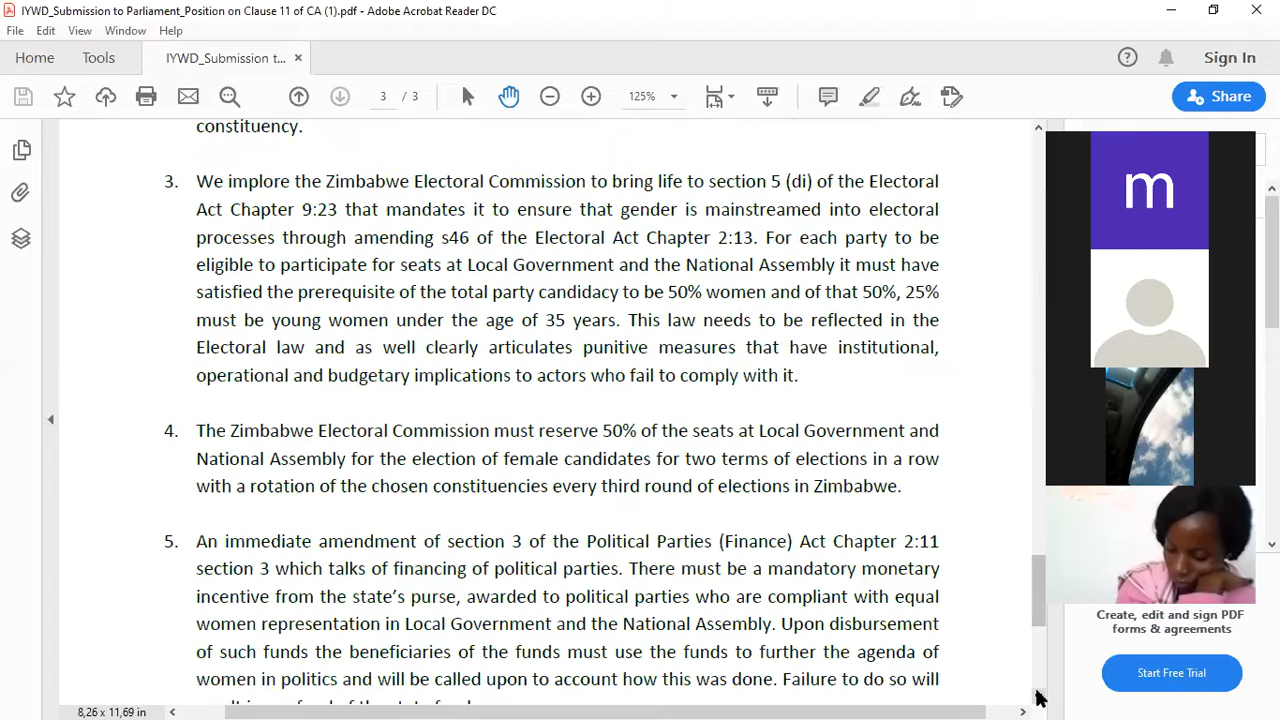 IYWD_Submission to Parliament_Position on Clause 11 of CA (1).pdf - Adobe Acrobat Reader DC
File Edit View Window Help
Home Tools IYWD_Submission t... × Sign In
3 / 3 125% Share
constituency.
3. We implore the Zimbabwe Electoral Commission to bring life to section 5 (di) of the Electoral
Act Chapter 9:23 that mandates it to ensure that gender is mainstreamed into electoral
processes through amending s46 of the Electoral Act Chapter 2:13. For each party to be
eligible to participate for seats at Local Government and the National Assembly it must have
satisfied the prerequisite of the total party candidacy to be 50% women and of that 50%, 25%
must be young women under the age of 35 years. This law needs to be reflected in the
Electoral law and as well clearly articulates punitive measures that have institutional,
operational and budgetary implications to actors who fail to comply with it.
4. The Zimbabwe Electoral Commission must reserve 50% of the seats at Local Government and
National Assembly for the election of female candidates for two terms of elections in a row
with a rotation of the chosen constituencies every third round of elections in Zimbabwe.
5. An immediate amendment of section 3 of the Political Parties (Finance) Act Chapter 2:11
section 3 which talks of financing of political parties. There must be a mandatory monetary
incentive from the state's purse, awarded to political parties who are compliant with equal
women representation in Local Government and the National Assembly. Upon disbursement
of such funds the beneficiaries of the funds must use the funds to further the agenda of
women in politics and will be called upon to account how this was done. Failure to do so will
8,26 x 11,69 in
m
Create, edit and sign PDF
forms & agreements
Start Free Trial